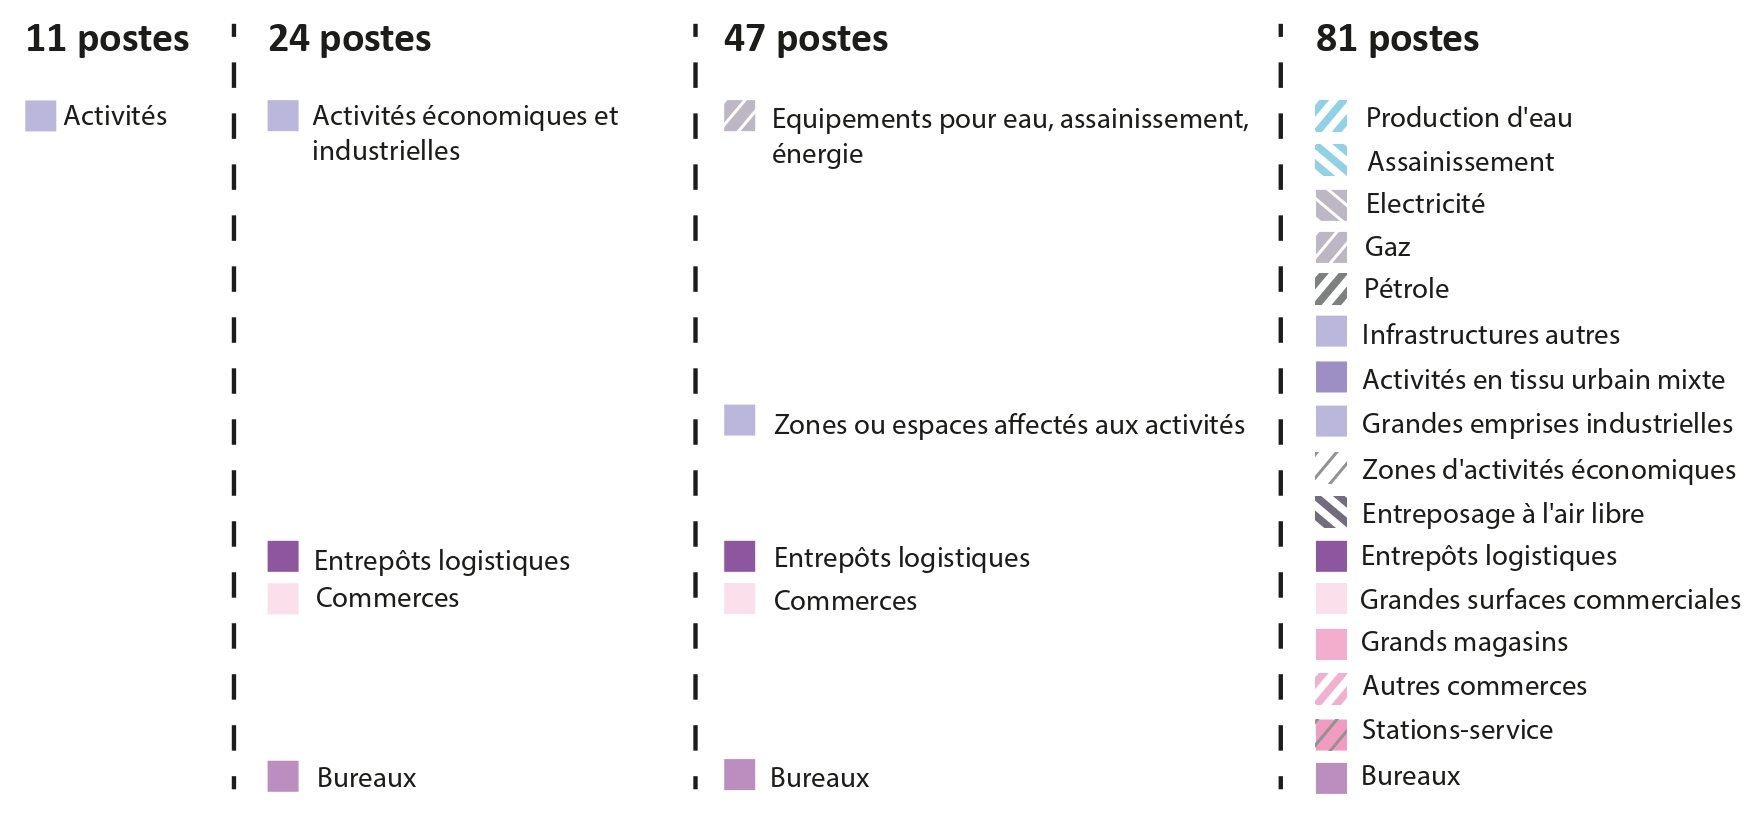 11 postes
Activités
24 postes
Activités économiques et
industrielles
Entrepôts logistiques
Commerces
Bureaux
47 postes
Equipements pour eau, assainissement,
énergie
Zones ou espaces affectés aux activités
Entrepôts logistiques
Commerces
Bureaux
81 postes
Production d'eau
Assainissement
Electricité
Gaz
Pétrole
Infrastructures autres
Activités en tissu urbain mixte
Grandes emprises industrielles
Zones d'activités économiques
Entreposage à l'air libre
Entrepôts logistiques
Grandes surfaces commerciales
Grands magasins
Autres commerces
Stations-service
Bureaux